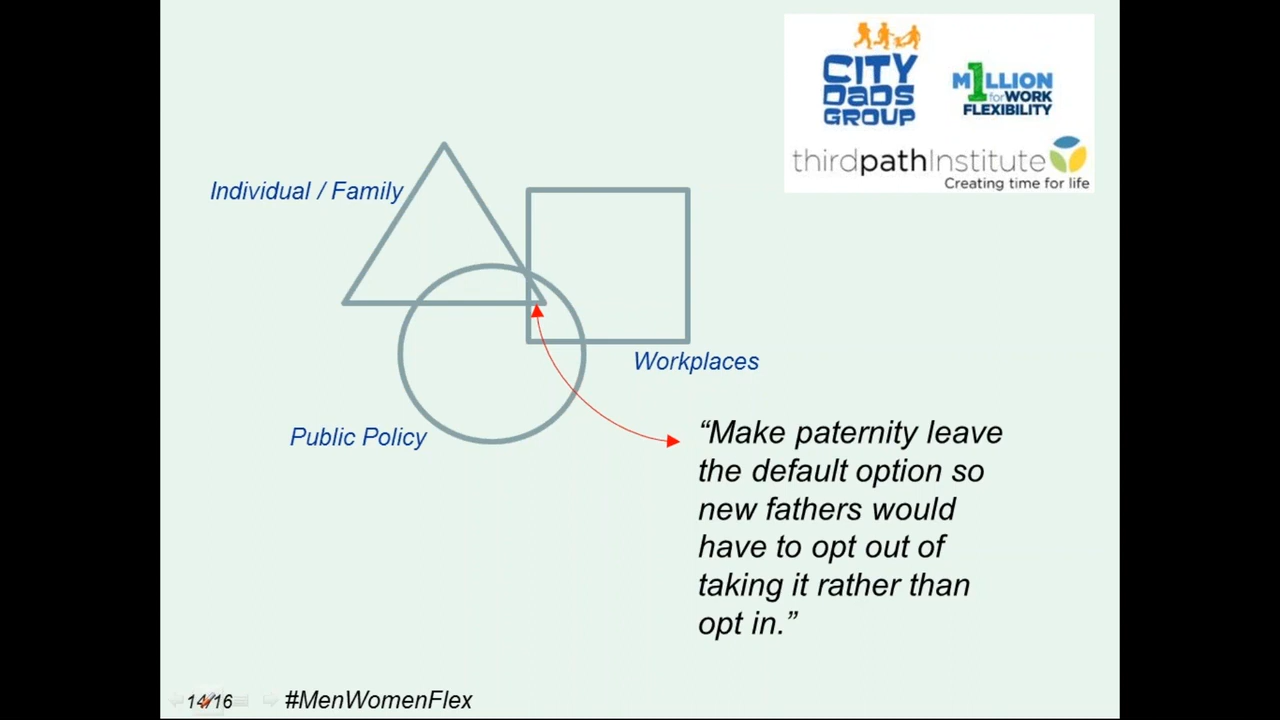 CITY
DADS
GROUP
M1LLION
for WORK
FLEXIBILITY
thirdpathInstitute
Creating time for life
Individual / Family
Workplaces
Public Policy
“Make paternity leave
the default option so
new fathers would
have to opt out of
taking it rather than
opt in.”
14/16
#MenWomenFlex